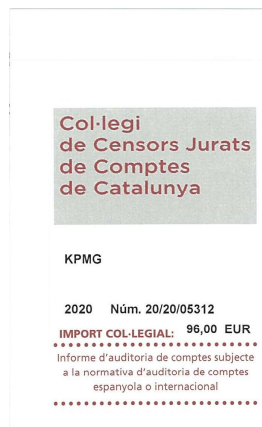 Col·legi
de Censors Jurats
de Comptes
de Catalunya
KPMG
2020 Núm. 20/20/05312
IMPORT COL·LEGIAL: 96,00 EUR
Informe d'auditoria de comptes subjecte
a la normativa d'auditoria de comptes
espanyola o internacional